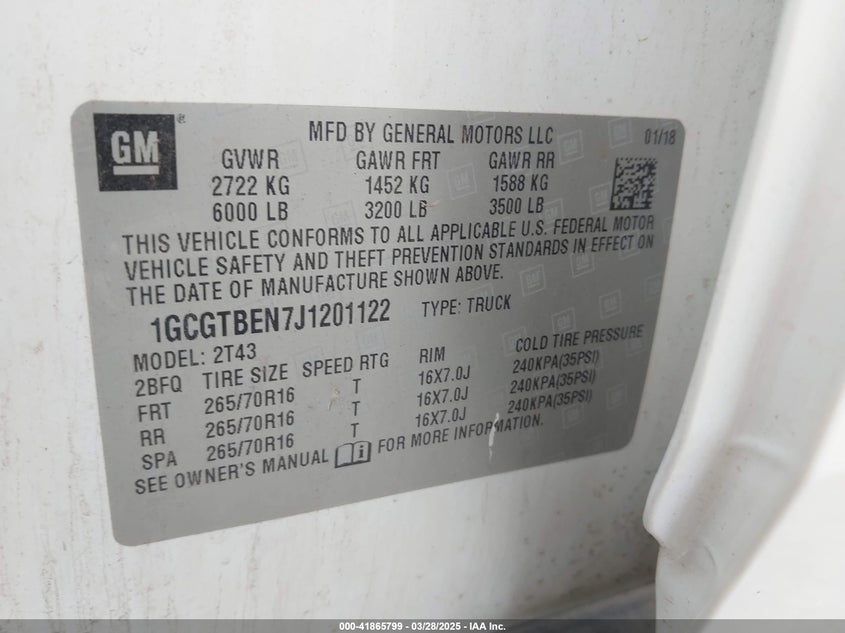 GM ®
MFD BY GENERAL MOTORS LLC 01/18
GVWR GAWR FRT GAWR RR
2722 KG 1452 KG 1588 KG
6000 LB 3200 LB 3500 LB
THIS VEHICLE CONFORMS TO ALL APPLICABLE U.S. FEDERAL MOTOR
VEHICLE SAFETY AND THEFT PREVENTION STANDARDS IN EFFECT ON
THE DATE OF MANUFACTURE SHOWN ABOVE.
1GCGTBEN7J1201122 TYPE: TRUCK
MODEL: 2T43
2BFQ TIRE SIZE SPEED RTG RIM COLD TIRE PRESSURE
FRT 265/70R16 T 16X7.0J 240KPA(35PSI)
RR 265/70R16 T 16X7.0J 240KPA(35PSI)
SPA 265/70R16 T 16X7.0J 240KPA(35PSI)
SEE OWNER'S MANUAL FOR MORE INFORMATION.
000-41865799 — 03/28/2025 — IAA Inc.